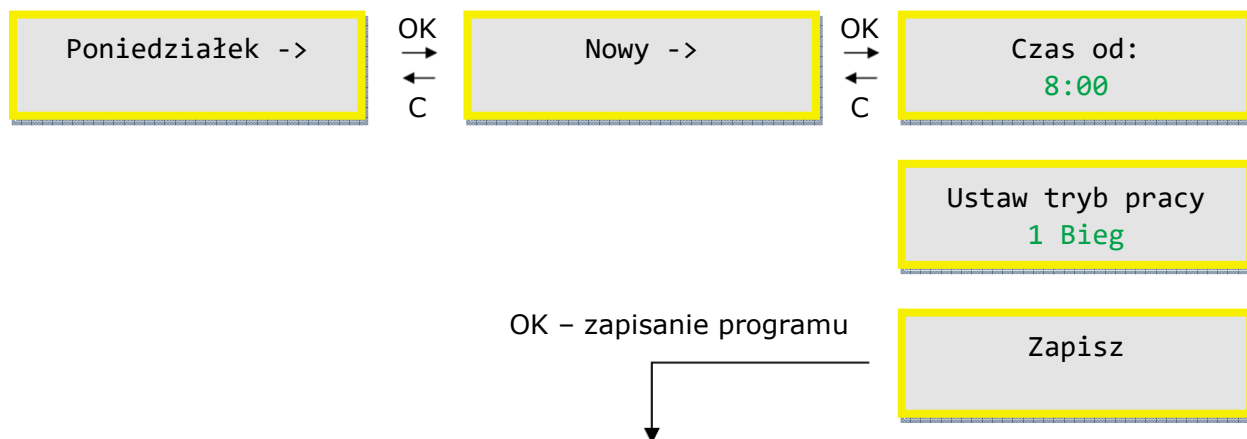 Poniedziałek ->
OK
C
Nowy ->
OK
C
Czas od:
8:00
Ustaw tryb pracy
1 Bieg
OK – zapisanie programu
Zapisz